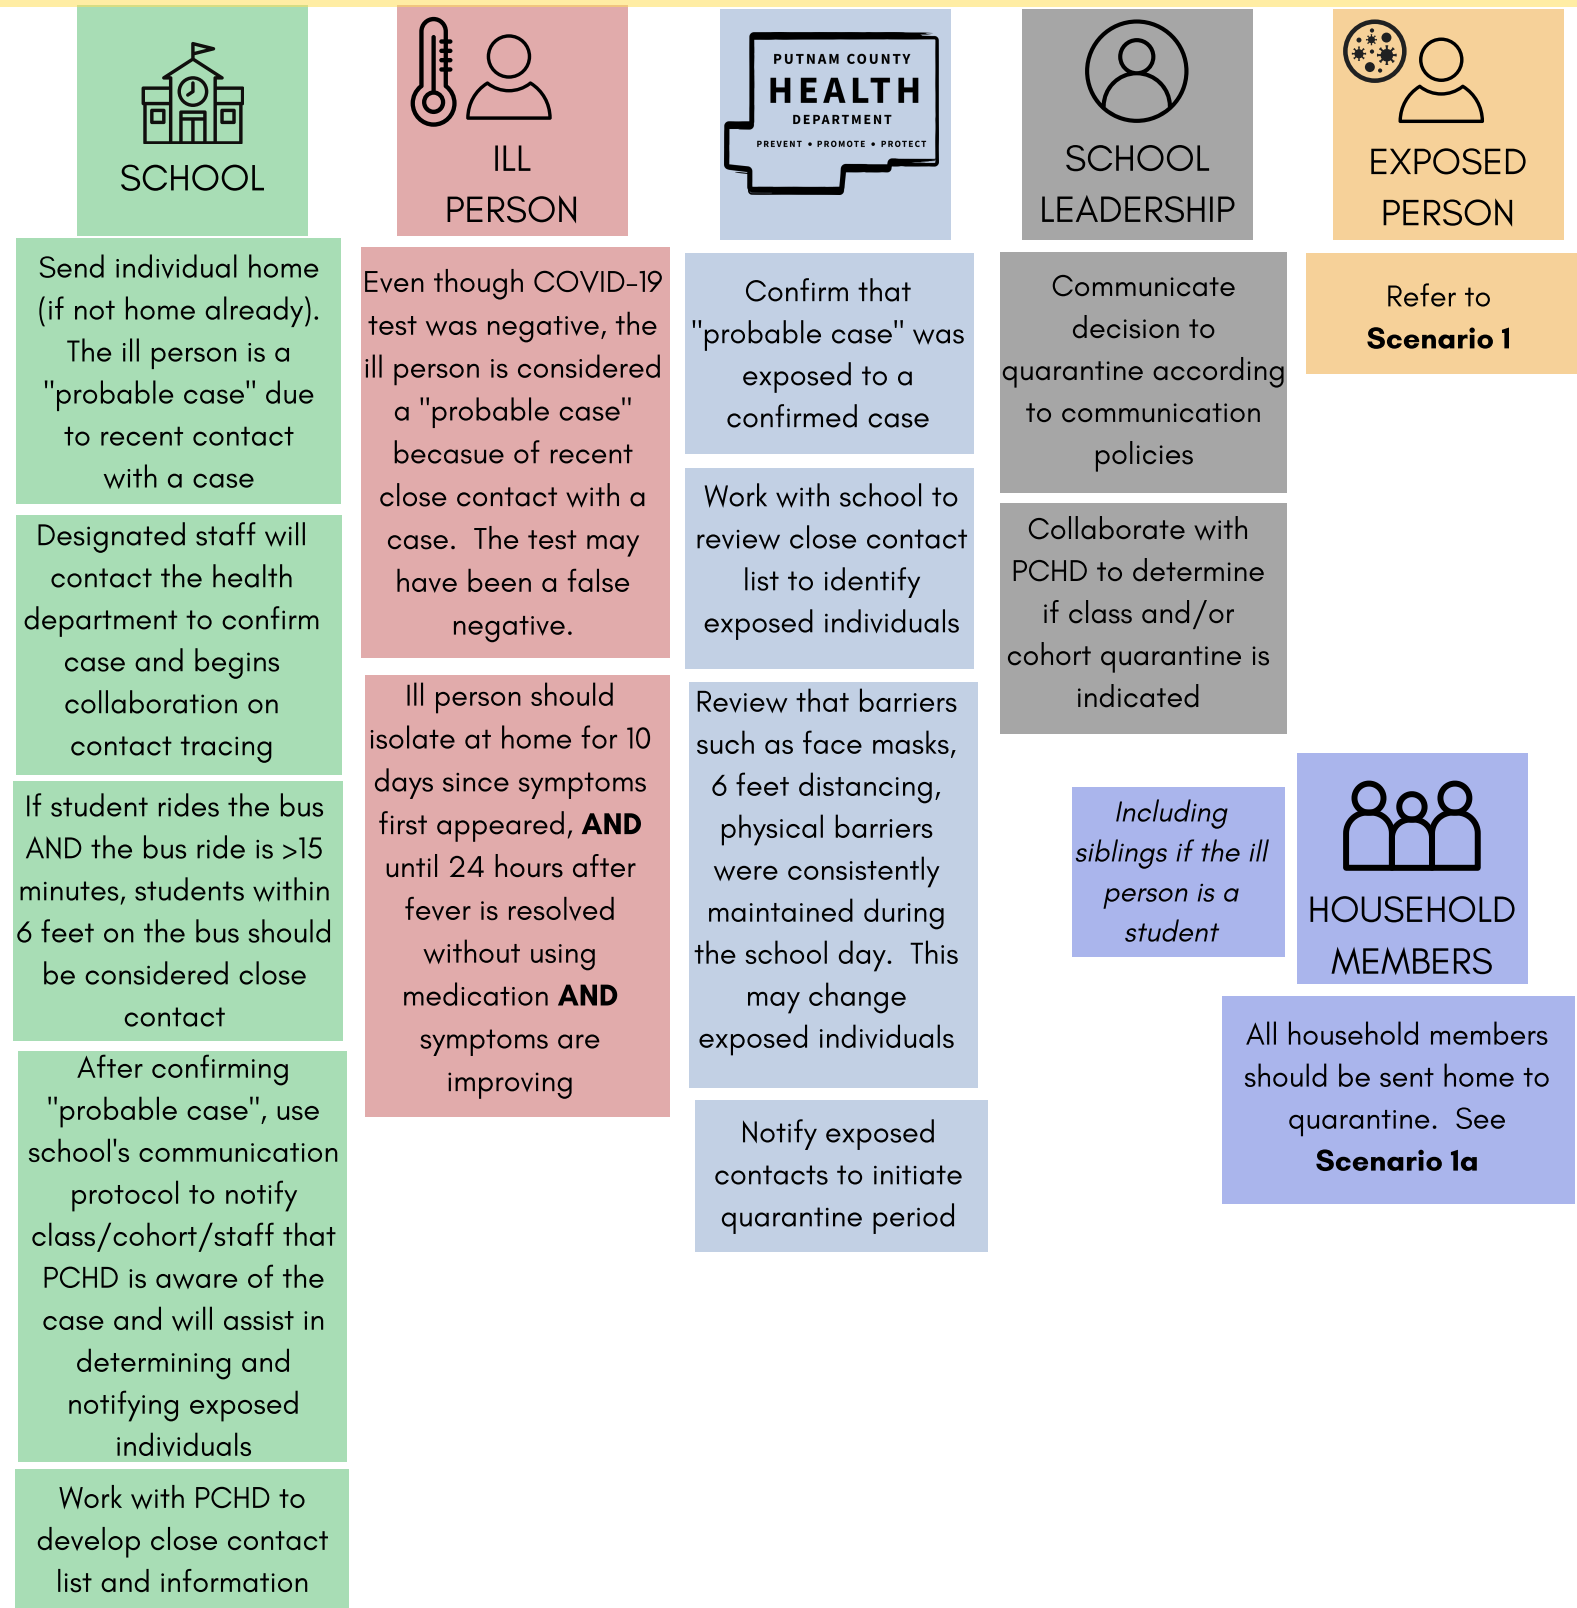 SCHOOL
Send individual home
(if not home already).
The ill person is a
"probable case" due
to recent contact
with a case
Designated staff will
contact the health
department to confirm
case and begins
collaboration on
contact tracing
If student rides the bus
AND the bus ride is >15
minutes, students within
6 feet on the bus should
be considered close
contact
After confirming
"probable case", use
school's communication
protocol to notify
class/cohort/staff that
PCHD is aware of the
case and will assist in
determining and
notifying exposed
individuals
Work with PCHD to
develop close contact
list and information
ILL
PERSON
Even though COVID-19
test was negative, the
ill person is considered
a "probable case"
becasue of recent
close contact with a
case. The test may
have been a false
negative.
Ill person should
isolate at home for 10
days since symptoms
first appeared, AND
until 24 hours after
fever is resolved
without using
medication AND
symptoms are
improving
PUTNAM COUNTY
HEALTH
DEPARTMENT
PREVENT • PROMOTE • PROTECT
Confirm that
"probable case" was
exposed to a
confirmed case
Work with school to
review close contact
list to identify
exposed individuals
Review that barriers
such as face masks,
6 feet distancing,
physical barriers
were consistently
maintained during
the school day. This
may change
exposed individuals
Notify exposed
contacts to initiate
quarantine period
SCHOOL
LEADERSHIP
Communicate
decision to
quarantine according
to communication
policies
Collaborate with
PCHD to determine
if class and/or
cohort quarantine is
indicated
EXPOSED
PERSON
Refer to
Scenario 1
Including
siblings if the ill
person is a
student
HOUSEHOLD
MEMBERS
All household members
should be sent home to
quarantine. See
Scenario 1a